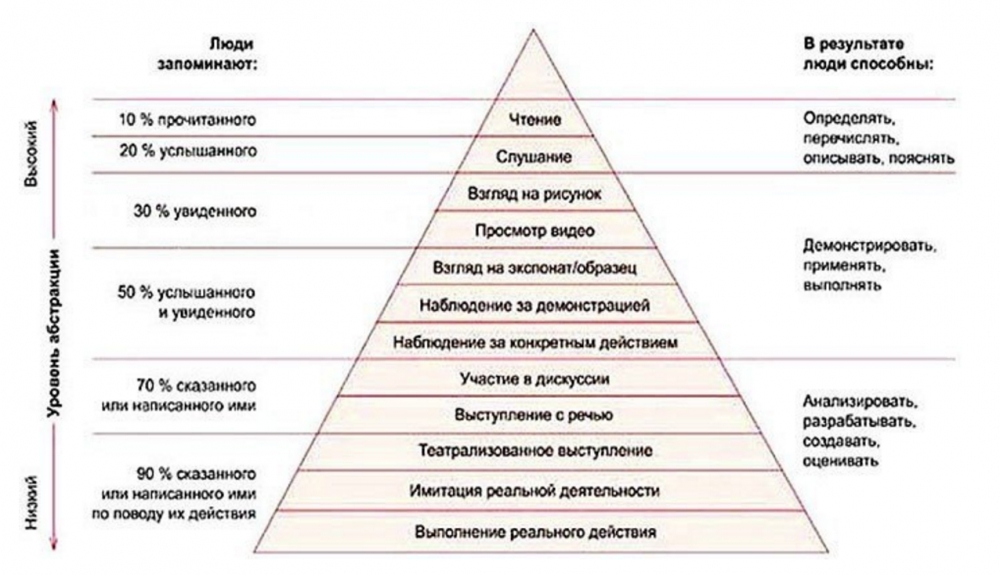 Люди
запоминают:
В результате
люди способны:
Высокий
Уровонь абстракции
Низкий
10 % прочитанного
20 % услышанного
30 % увиденного
50 % услышанного
и увиденного
70 % сказанного
или написанного ими
90 % сказанного
или написанного ими
по поводу их действия
Чтение
Слушание
Взгляд на рисунок
Просмотр видео
Взгляд на экспонат/образец
Наблюдение за демонстрацией
Наблюдение за конкретным действием
Участие в дискуссии
Выступление с речью
Театрализованное выступление
Имитация реальной деятельности
Выполнение реального действия
Определять,
перечислять,
описывать, пояснять
Демонстрировать,
применять,
выполнять
Анализировать,
разрабатывать,
создавать,
оценивать